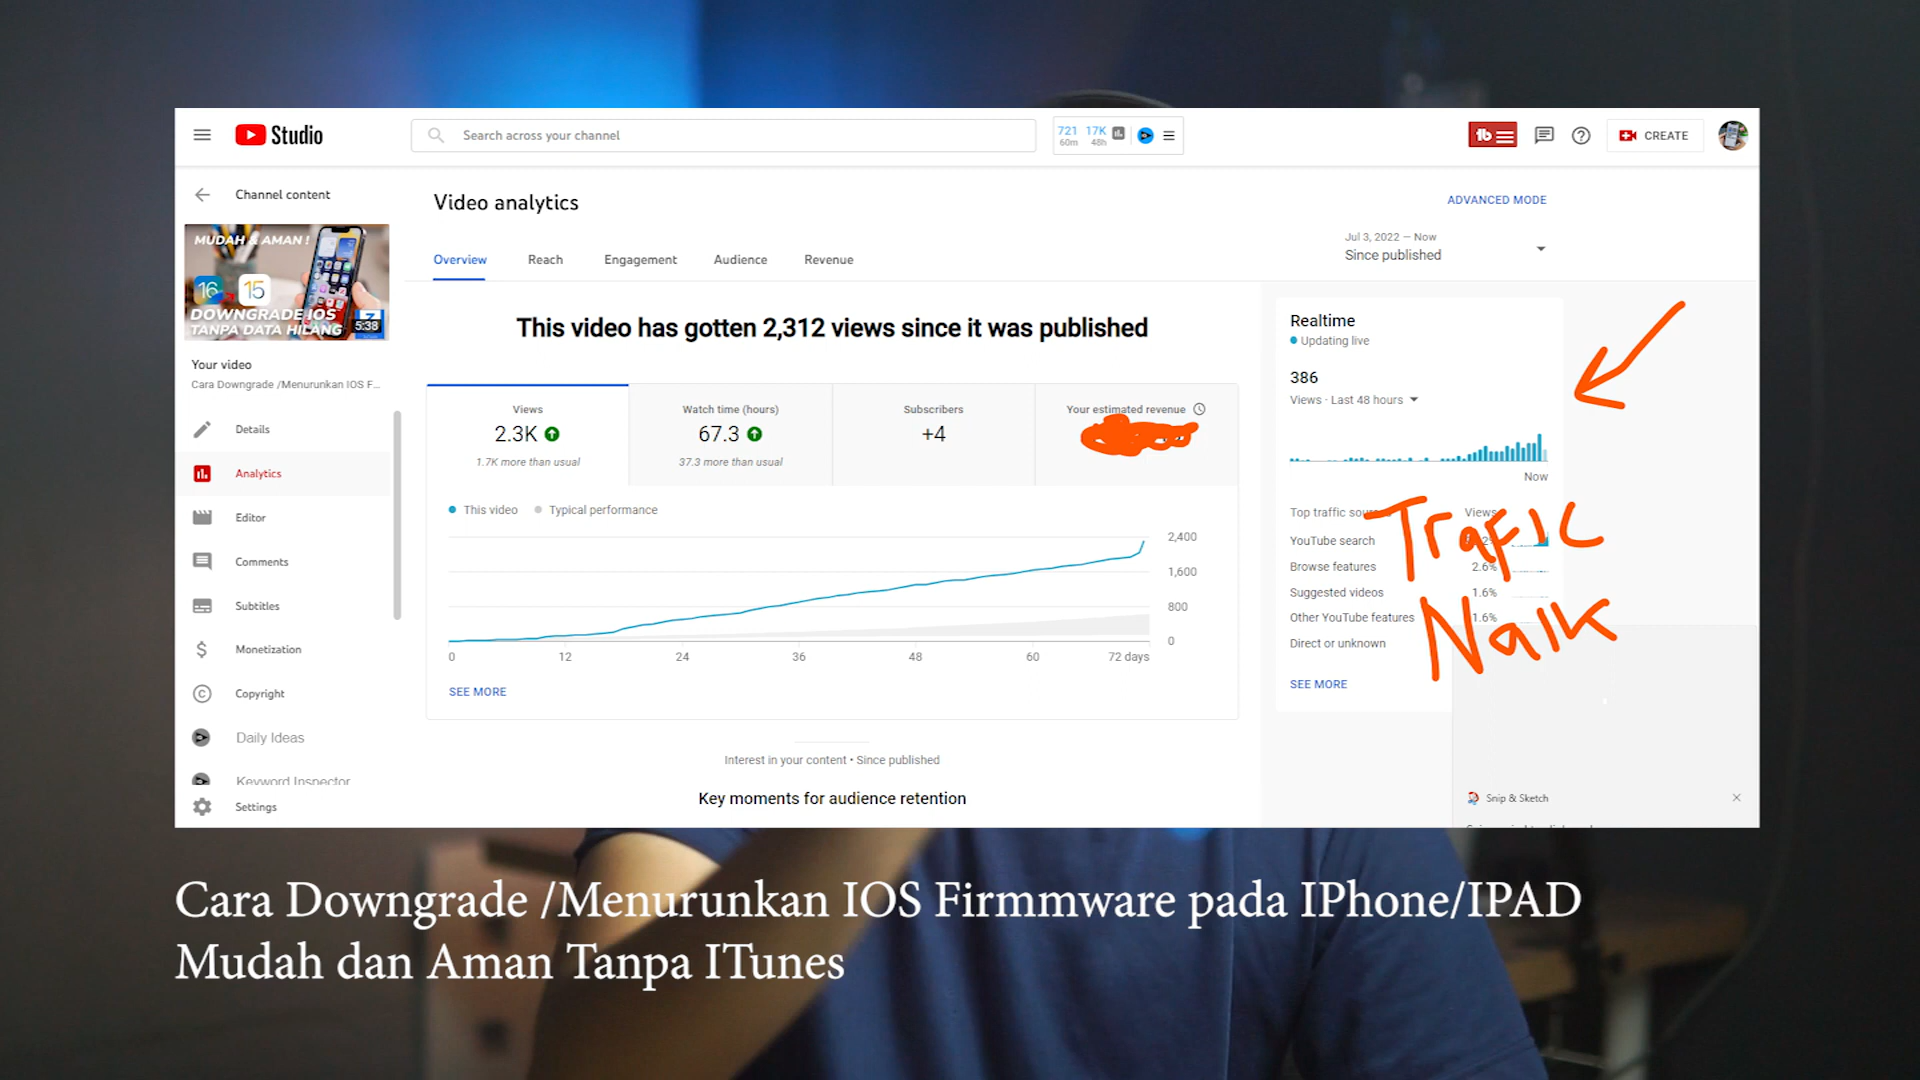 Studio
Search across your channel
721 17K
60m 48h
tb
CREATE
Channel content
Video analytics
ADVANCED MODE
MUDAH & AMAN !
16 15
DOWNGRADE IOS
TANPA DATA HILANG
5:38
Overview Reach Engagement Audience Revenue
Jul 3, 2022 – Now
Since published
Your video
Cara Downgrade /Menurunkan IOS F...
Details
Analytics
Editor
Comments
Subtitles
Monetization
Copyright
Daily Ideas
Keyword Inspector
Settings
This video has gotten 2,312 views since it was published
Views
2.3K
1.7K more than usual
Watch time (hours)
67.3
37.3 more than usual
Subscribers
+4
Your estimated revenue
This video Typical performance
2,400
1,600
800
0
0 12 24 36 48 60 72 days
SEE MORE
Interest in your content • Since published
Key moments for audience retention
Realtime
Updating live
386
Views · Last 48 hours
Now
Top traffic Views
YouTube search
Browse features 2.6%
Suggested videos 1.6%
Other YouTube features 1.6%
Direct or unknown
SEE MORE
Trafic
Naik
Snip & Sketch
Cara Downgrade /Menurunkan IOS Firmmware pada IPhone/IPAD
Mudah dan Aman Tanpa ITunes